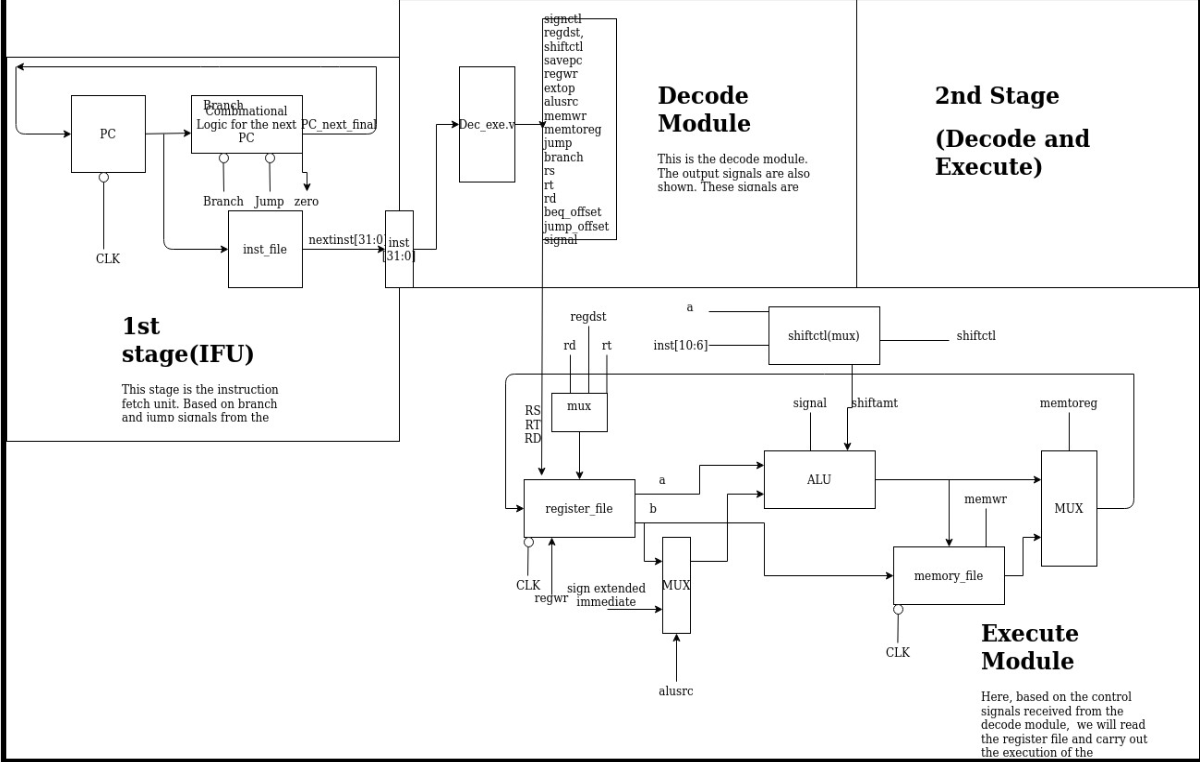 Branch
Combinational
Logic for the next
PC
PC
PC_next_final
Branch
Jump
zero
CLK
inst_file
nextinst[31:0]
inst
[31:0]
1st
stage(IFU)
This stage is the instruction
fetch unit. Based on branch
and jump signals from the
Dec_exe.v
signctl
regdst,
shiftctl
savepc
regwr
extop
alusrc
memwr
memtoreg
jump
branch
rs
rt
rd
beq_offset
jump_offset
signal
Decode
Module
This is the decode module.
The output signals are also
shown. These signals are
2nd Stage
(Decode and
Execute)
regdst
rd
rt
mux
RS
RT
RD
a
inst[10:6]
shiftctl(mux)
shiftctl
signal
shiftamt
memtoreg
register_file
a
b
ALU
memwr
MUX
CLK
regwr
sign extended
immediate
MUX
memory_file
alusrc
CLK
Execute
Module
Here, based on the control
signals received from the
decode module, we will read
the register file and carry out
the execution of the